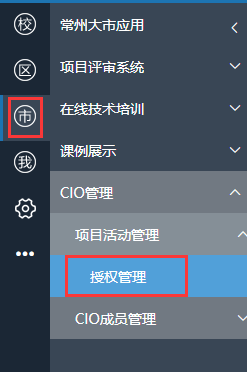 校
区
市
我
常州大市应用
项目评审系统
在线技术培训
课例展示
CIO管理
项目活动管理
授权管理
CIO成员管理